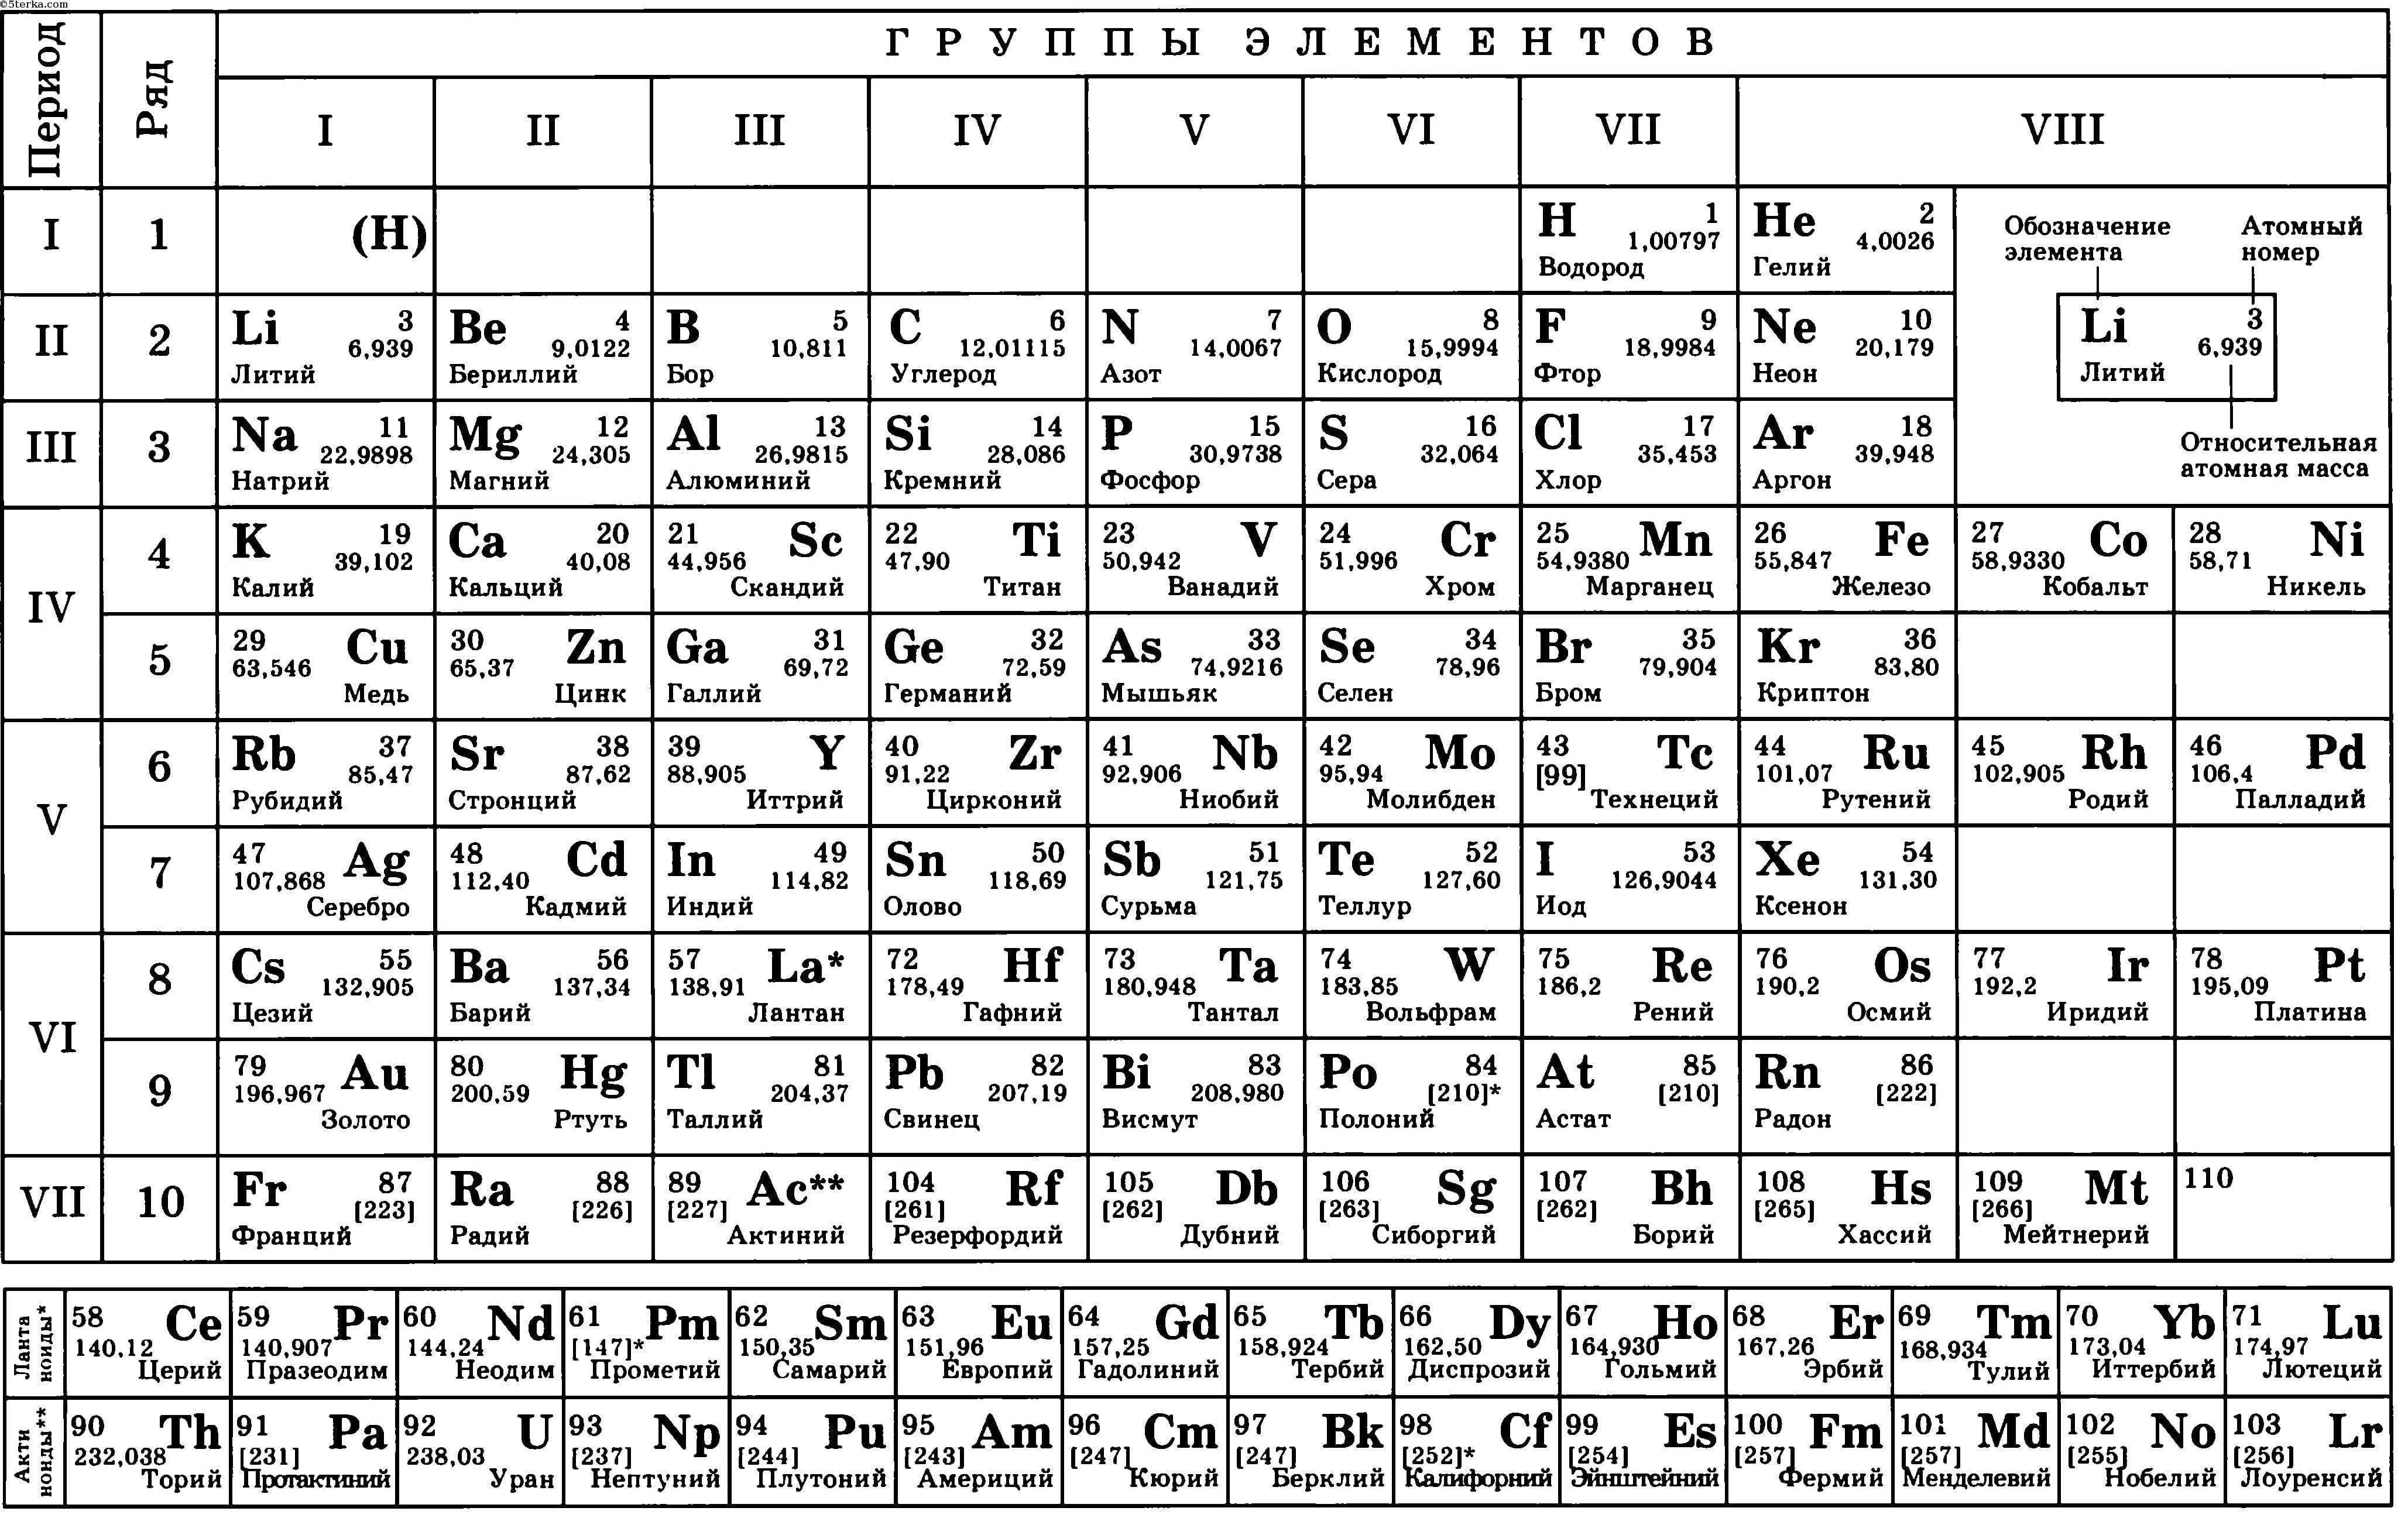 ©5terka.com
Период
Ряд
ГРУППЫ ЭЛЕМЕНТОВ
I II III IV V VI VII VIII
I 1 (H) H 1 He 2
1,00797 4,0026
Водород Гелий
Обозначение элемента
Атомный номер
Li 3
6,939
Литий
Относительная атомная масса
II 2 Li 3 Be 4 B 5 C 6 N 7 O 8 F 9 Ne 10
6,939 9,0122 10,811 12,01115 14,0067 15,9994 18,9984 20,179
Литий Бериллий Бор Углерод Азот Кислород Фтор Неон
III 3 Na 11 Mg 12 Al 13 Si 14 P 15 S 16 Cl 17 Ar 18
22,9898 24,305 26,9815 28,086 30,9738 32,064 35,453 39,948
Натрий Магний Алюминий Кремний Фосфор Сера Хлор Аргон
IV 4 K 19 Ca 20 21 Sc 22 Ti 23 V 24 Cr 25 Mn 26 Fe 27 Co 28 Ni
39,102 40,08 44,956 47,90 50,942 51,996 54,9380 55,847 58,9330 58,71
Калий Кальций Скандий Титан Ванадий Хром Марганец Железо Кобальт Никель
5 29 Cu 30 Zn Ga 31 Ge 32 As 33 Se 34 Br 35 Kr 36
63,546 65,37 69,72 72,59 74,9216 78,96 79,904 83,80
Медь Цинк Галлий Германий Мышьяк Селен Бром Криптон
V 6 Rb 37 Sr 38 39 Y 40 Zr 41 Nb 42 Mo 43 Tc 44 Ru 45 Rh 46 Pd
85,47 87,62 88,905 91,22 92,906 95,94 [99] 101,07 102,905 106,4
Рубидий Стронций Иттрий Цирконий Ниобий Молибден Технеций Рутений Родий Палладий
7 47 Ag 48 Cd In 49 Sn 50 Sb 51 Te 52 I 53 Xe 54
107,868 112,40 114,82 118,69 121,75 127,60 126,9044 131,30
Серебро Кадмий Индий Олово Сурьма Теллур Иод Ксенон
VI 8 Cs 55 Ba 56 57 La* 72 Hf 73 Ta 74 W 75 Re 76 Os 77 Ir 78 Pt
132,905 137,34 138,91 178,49 180,948 183,85 186,2 190,2 192,2 195,09
Цезий Барий Лантан Гафний Тантал Вольфрам Рений Осмий Иридий Платина
9 79 Au 80 Hg Tl 81 Pb 82 Bi 83 Po 84 At 85 Rn 86
196,967 200,59 204,37 207,19 208,980 [210]* [210] [222]
Золото Ртуть Таллий Свинец Висмут Полоний Астат Радон
VII 10 Fr 87 Ra 88 89 Ac** 104 Rf 105 Db 106 Sg 107 Bh 108 Hs 109 Mt 110
[223] [226] [227] [261] [262] [263] [262] [265] [266]
Франций Радий Актиний Резерфордий Дубний Сиборгий Борий Хассий Мейтнерий
Ланта
ноиды*
58 Ce 59 Pr 60 Nd 61 Pm 62 Sm 63 Eu 64 Gd 65 Tb 66 Dy 67 Ho 68 Er 69 Tm 70 Yb 71 Lu
140,12 140,907 144,24 [147]* 150,35 151,96 157,25 158,924 162,50 164,930 167,26 168,934 173,04 174,97
Церий Празеодим Неодим Прометий Самарий Европий Гадолиний Тербий Диспрозий Гольмий Эрбий Тулий Иттербий Лютеций
Акти
ноиды**
90 Th 91 Pa 92 U 93 Np 94 Pu 95 Am 96 Cm 97 Bk 98 Cf 99 Es 100 Fm 101 Md 102 No 103 Lr
232,038 [231] 238,03 [237] [244] [243] [247] [247] [252]* [254] [257] [257] [255] [256]
Торий Протактиний Уран Нептуний Плутоний Америций Кюрий Берклий Калифорний Эйнштейний Фермий Менделевий Нобелий Лоуренсий